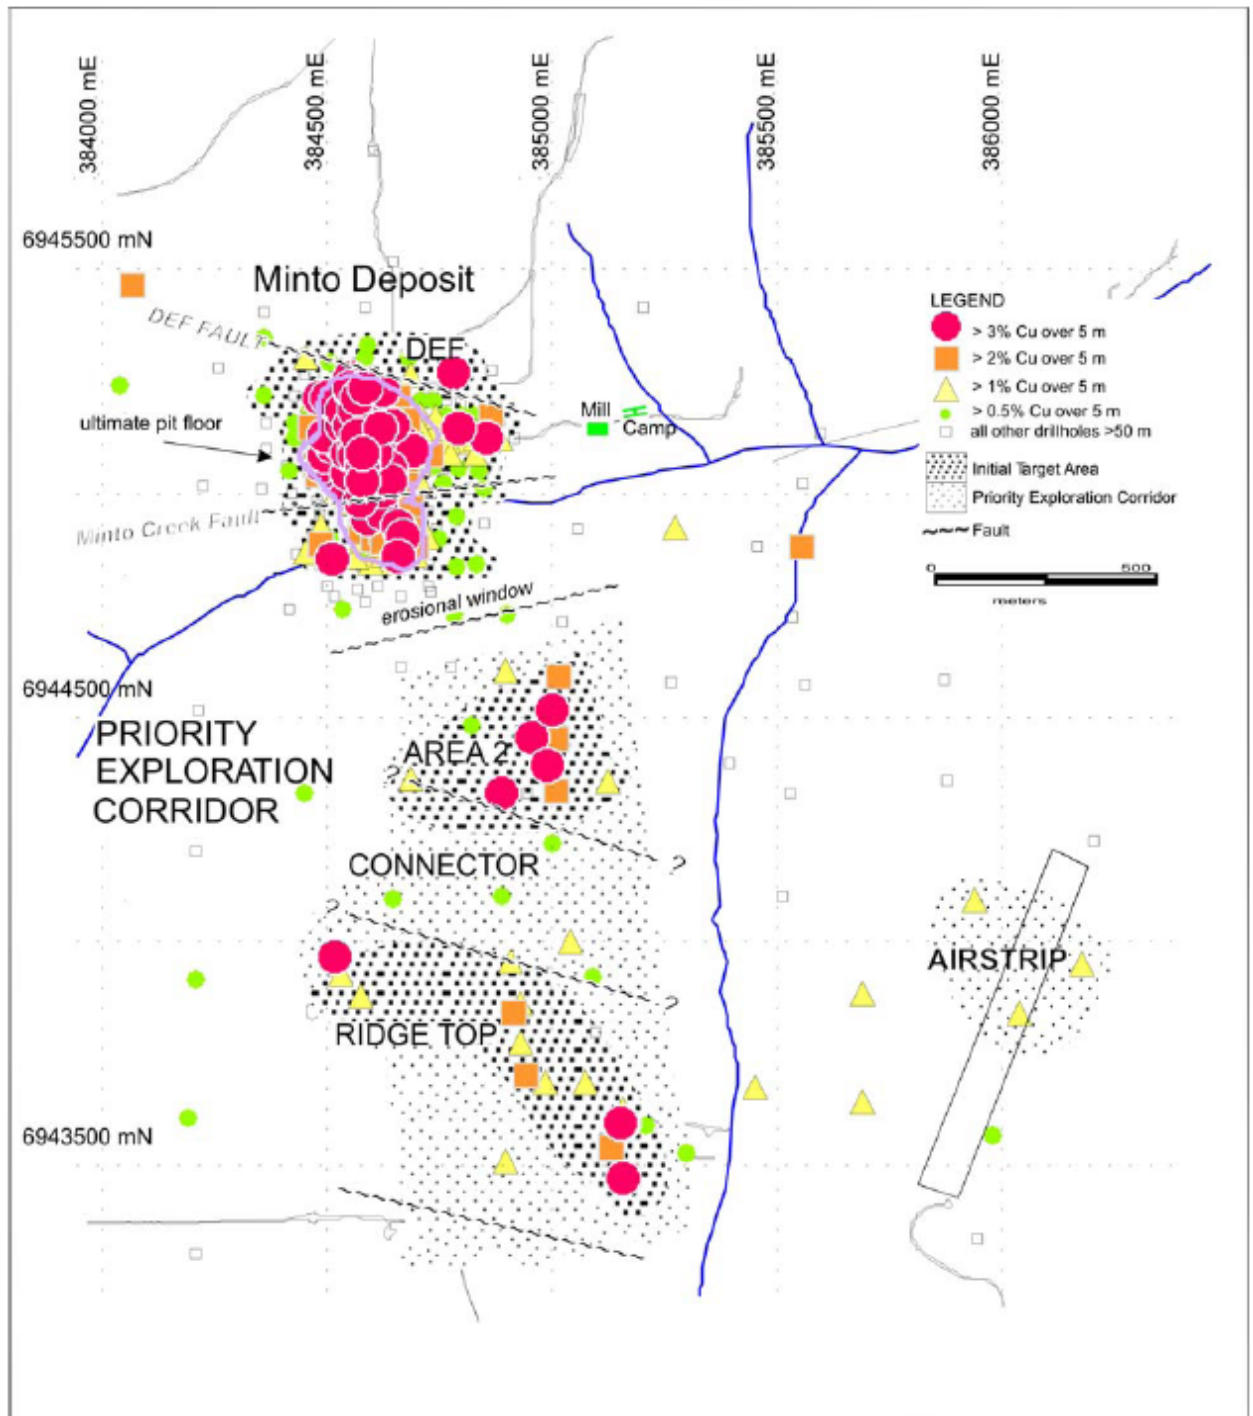 384000 mE
384500 mE
385000 mE
385500 mE
386000 mE
6945500 mN
Minto Deposit
DEF FAULT
DEF
ultimate pit floor
Mill
Camp
Minto Creek Fault
erosional window
LEGEND
> 3% Cu over 5 m
> 2% Cu over 5 m
> 1% Cu over 5 m
> 0.5% Cu over 5 m
all other drillholes >50 m
Initial Target Area
Priority Exploration Corridor
Fault
0 500
meters
6944500 mN
PRIORITY
EXPLORATION
CORRIDOR
AREA 2
?
?
CONNECTOR
?
?
AIRSTRIP
RIDGE TOP
6943500 mN